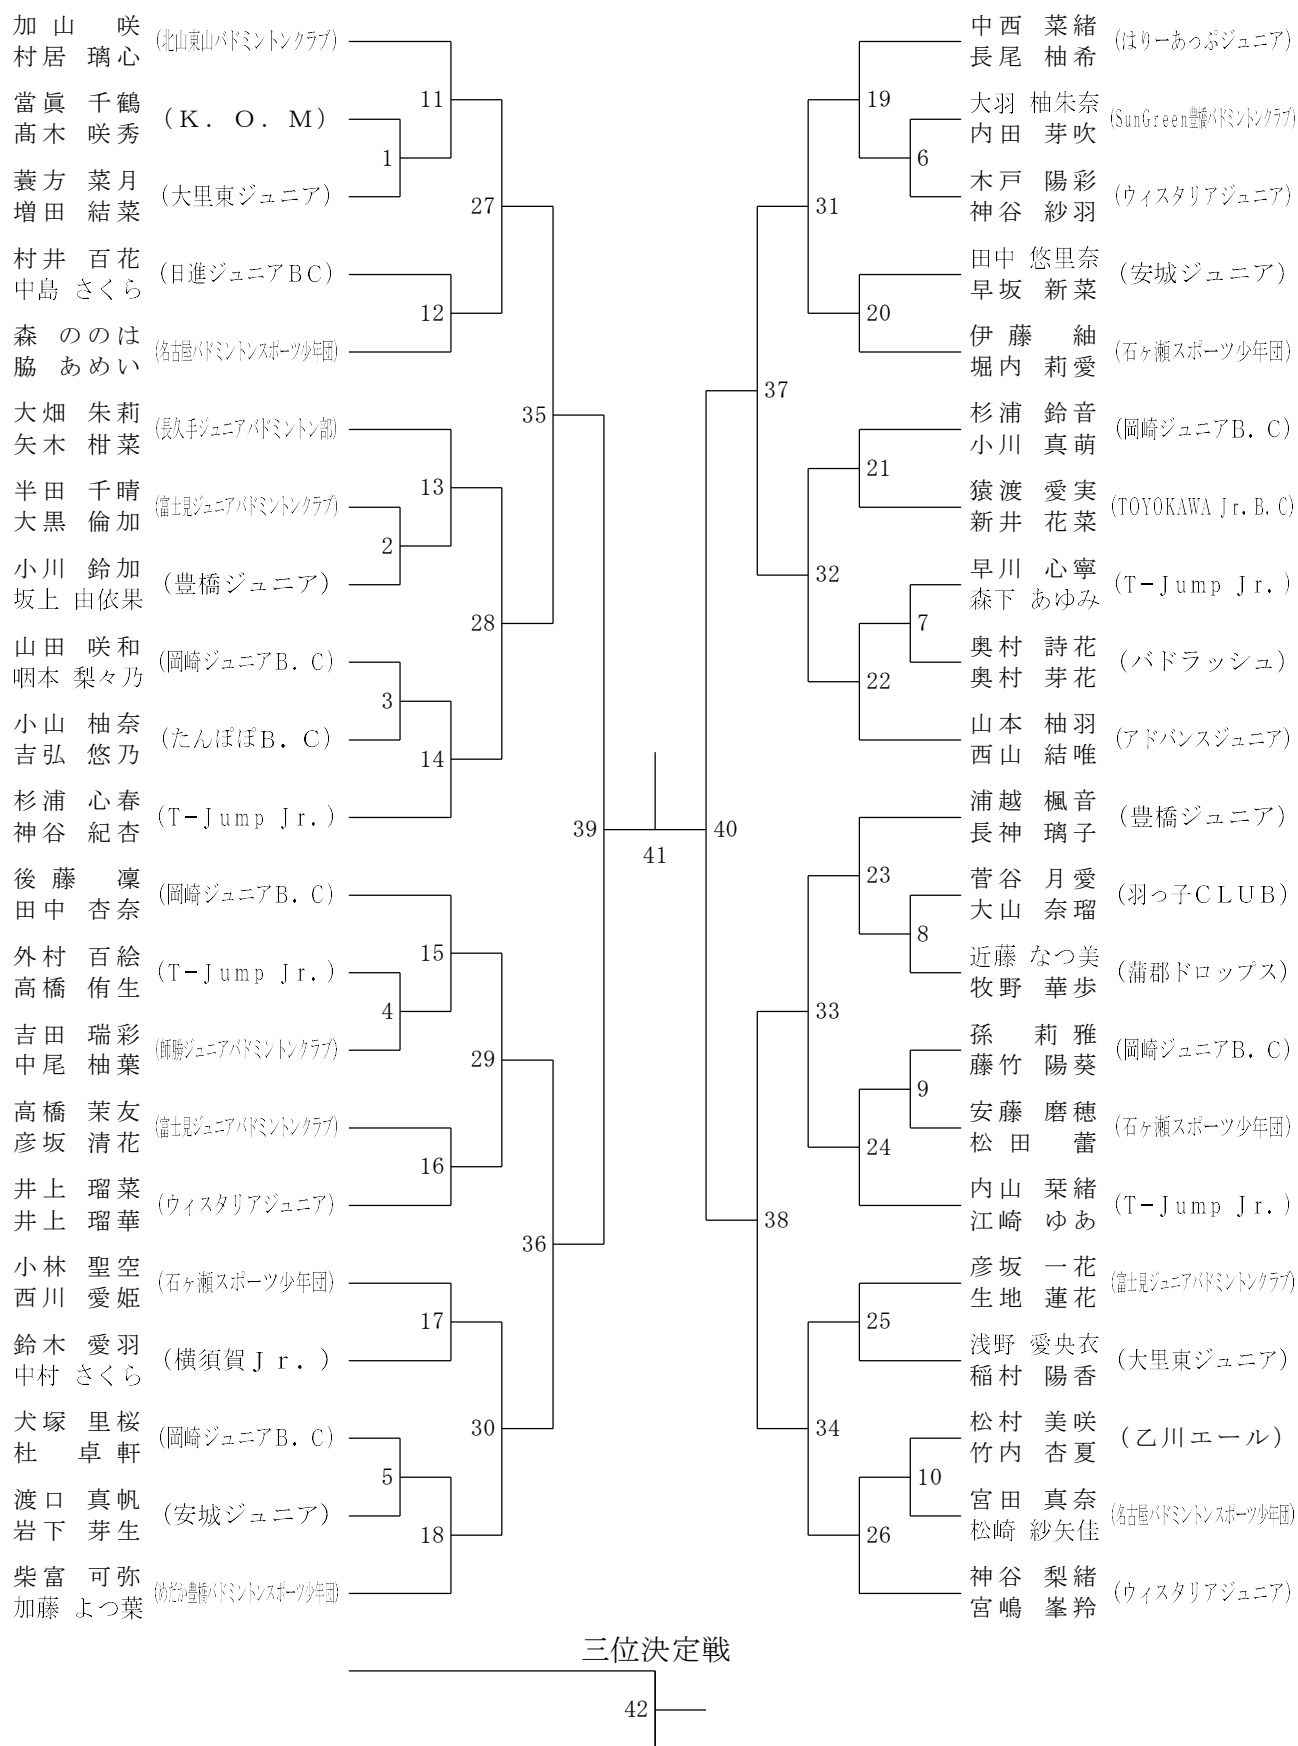 加山 咲
村居 璃心
(北山東山バドミントンクラブ)
當眞 千鶴
髙木 咲秀
(K．O．M)
1
11
蓑方 菜月
増田 結菜
(大里東ジュニア)
27
村井 百花
中島 さくら
(日進ジュニアBC)
12
森 ののは
脇 あめい
(名古屋バドミントンスポーツ少年団)
35
大畑 朱莉
矢木 柑菜
(長久手ジュニアバドミントン部)
13
半田 千晴
大黒 倫加
(富士見ジュニアバドミントンクラブ)
2
小川 鈴加
坂上 由依果
(豊橋ジュニア)
28
山田 咲和
咽本 梨々乃
(岡崎ジュニアB．C)
3
小山 柚奈
吉弘 悠乃
(たんぽぽB．C)
14
杉浦 心春
神谷 紀杏
(T-Jump Jr.)
39
後藤 凜
田中 杏奈
(岡崎ジュニアB．C)
15
外村 百絵
高橋 侑生
(T-Jump Jr.)
4
吉田 瑞彩
中尾 柚葉
(師勝ジュニアバドミントンクラブ)
29
高橋 茉友
彦坂 清花
(富士見ジュニアバドミントンクラブ)
16
井上 瑠菜
井上 瑠華
(ウィスタリアジュニア)
36
小林 聖空
西川 愛姫
(石ヶ瀬スポーツ少年団)
17
鈴木 愛羽
中村 さくら
(横須賀Jr.)
30
犬塚 里桜
杜 卓軒
(岡崎ジュニアB．C)
5
渡口 真帆
岩下 芽生
(安城ジュニア)
18
柴富 可弥
加藤 よつ葉
(めだか豊橋バドミントンスポーツ少年団)
41
中西 菜緒
長尾 柚希
(はりーあっぷジュニア)
19
大羽 柚朱奈
内田 芽吹
(SunGreen豊橋バドミントンクラブ)
6
木戸 陽彩
神谷 紗羽
(ウィスタリアジュニア)
31
田中 悠里奈
早坂 新菜
(安城ジュニア)
20
伊藤 紬
堀内 莉愛
(石ヶ瀬スポーツ少年団)
37
杉浦 鈴音
小川 真萌
(岡崎ジュニアB．C)
21
猿渡 愛実
新井 花菜
(TOYOKAWA Jr.B.C)
32
早川 心寧
森下 あゆみ
(T-Jump Jr.)
7
奥村 詩花
奥村 芽花
(バドラッシュ)
22
山本 柚羽
西山 結唯
(アドバンスジュニア)
40
浦越 楓音
長神 璃子
(豊橋ジュニア)
23
菅谷 月愛
大山 奈瑠
(羽っ子CLUB)
8
近藤 なつ美
牧野 華歩
(蒲郡ドロップス)
33
孫 莉雅
藤竹 陽葵
(岡崎ジュニアB．C)
9
安藤 磨穂
松田 蕾
(石ヶ瀬スポーツ少年団)
24
内山 栞緒
江崎 ゆあ
(T-Jump Jr.)
38
彦坂 一花
生地 蓮花
(富士見ジュニアバドミントンクラブ)
25
浅野 愛央衣
稲村 陽香
(大里東ジュニア)
34
松村 美咲
竹内 杏夏
(乙川エール)
10
宮田 真奈
松崎 紗矢佳
(名古屋バドミントンスポーツ少年団)
26
神谷 梨緒
宮嶋 峯羚
(ウィスタリアジュニア)
三位決定戦
42